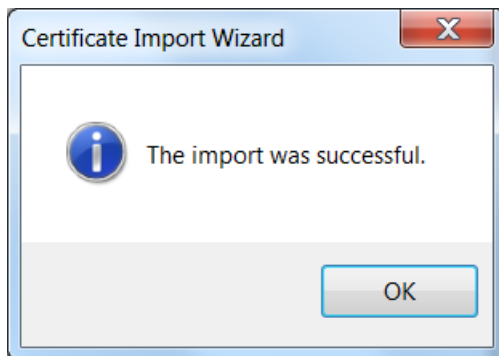 Certificate Import Wizard
The import was successful.
OK